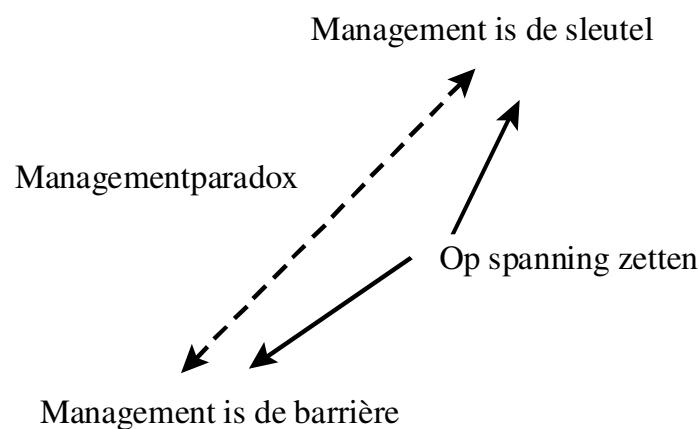 Management is de sleutel
Managementparadox
Op spanning zetten
Management is de barrière